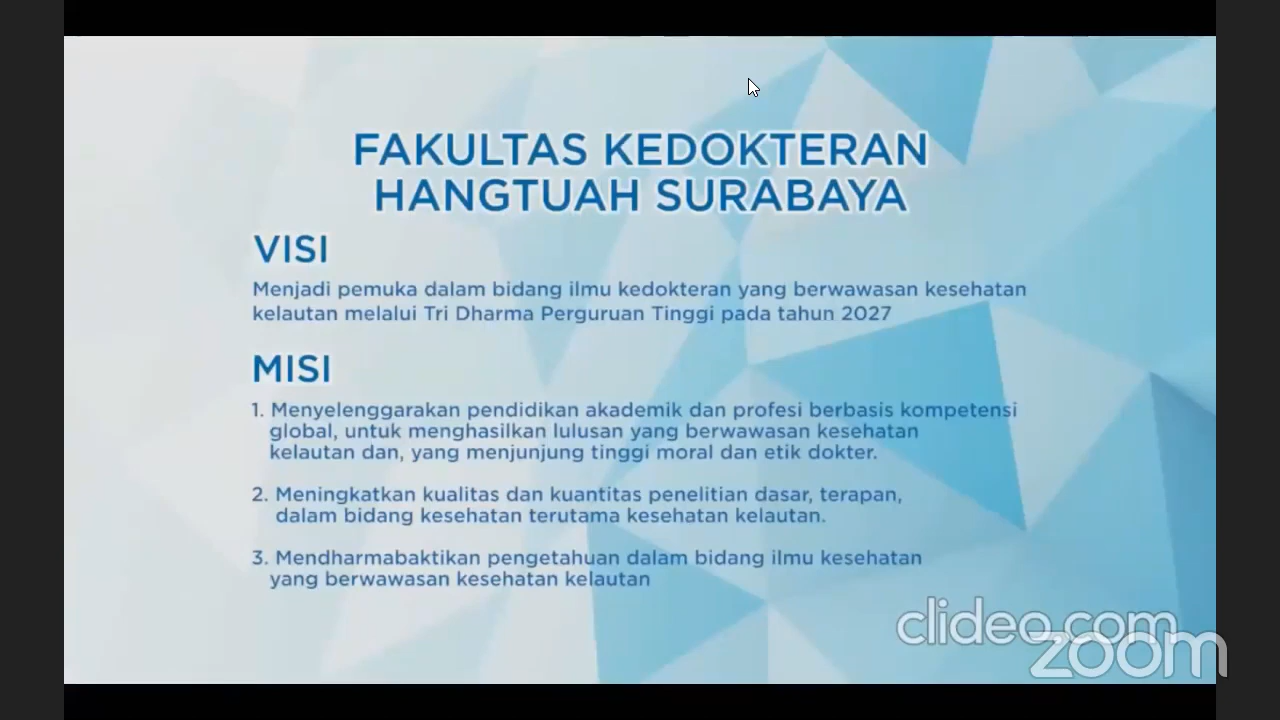 FAKULTAS KEDOKTERAN
HANGTUAH SURABAYA
VISI
Menjadi pemuka dalam bidang ilmu kedokteran yang berwawasan kesehatan
kelautan melalui Tri Dharma Perguruan Tinggi pada tahun 2027
MISI
1. Menyelenggarakan pendidikan akademik dan profesi berbasis kompetensi
global, untuk menghasilkan lulusan yang berwawasan kesehatan
kelautan dan, yang menjunjung tinggi moral dan etik dokter.
2. Meningkatkan kualitas dan kuantitas penelitian dasar, terapan,
dalam bidang kesehatan terutama kesehatan kelautan.
3. Mendharmabaktikan pengetahuan dalam bidang ilmu kesehatan
yang berwawasan kesehatan kelautan
clideo.com
zoom